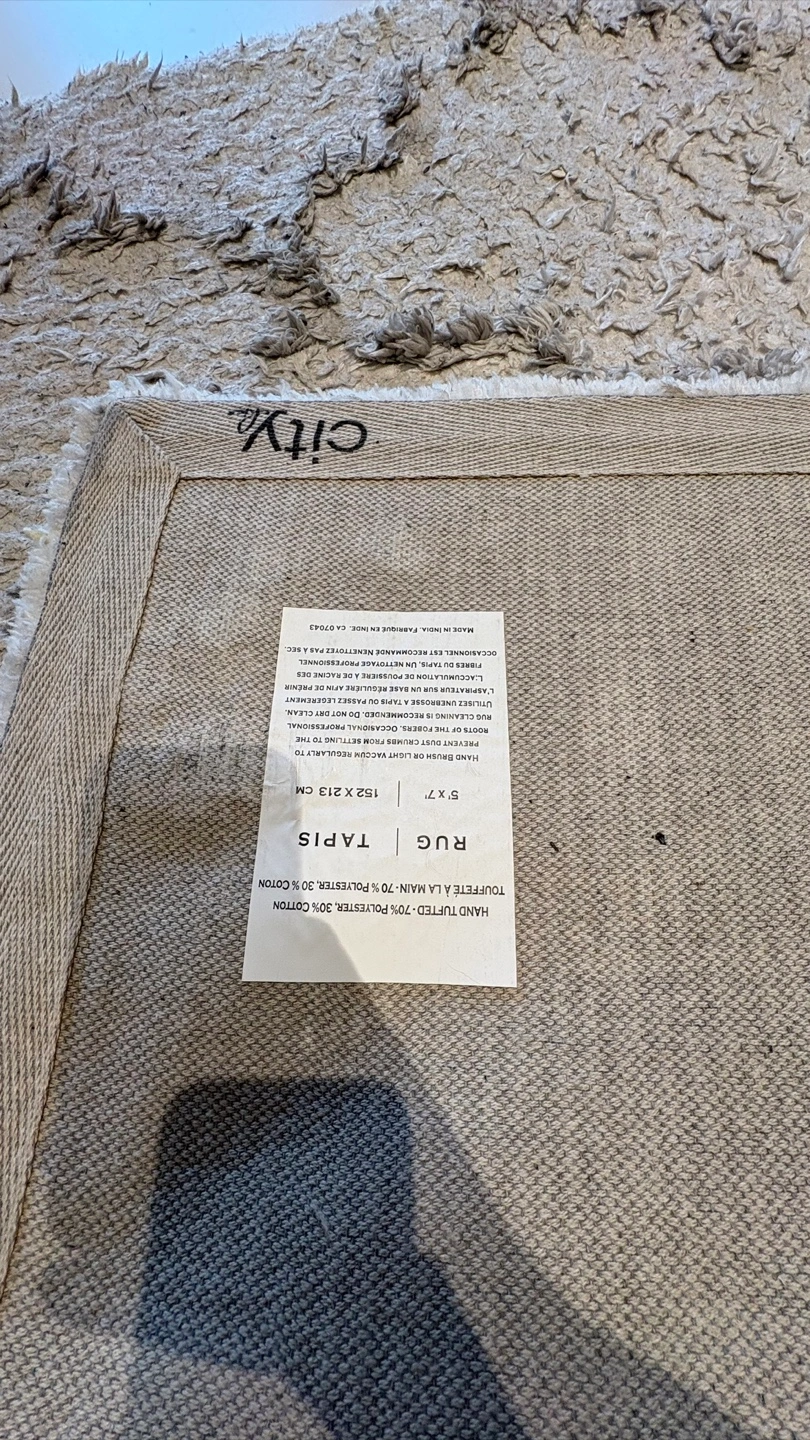 city
HAND TUFTED - 70% POLYESTER, 30% COTTON
TOUFFETÉ À LA MAIN - 70 % POLYESTER, 30 % COTON
RUG | TAPIS
5' X 7' | 152 X 213 CM
HAND BRUSH OR LIGHT VACCUM REGULARLY TO
PREVENT DUST CRUMBS FROM SETTLING TO THE
ROOTS OF THE FOBERS. OCCASIONAL PROFESSIONAL
RUG CLEANING IS RECOMMENDED. DO NOT DRY CLEAN.
UTILISEZ UNEBROSSE A TAPIS OU PASSEZ LEGEREMENT
L'ASPIRATEUR SUR UN BASE RÉGULIÈRE AFIN DE PRÉNIR
L;ACCUMULATION DE POUSSIERE À DE RACINE DES
FIBRES DU TAPIS. UN NETTOYAGE PROFESSIONNEL
OCCASIONNEL EST RECOMMANDÉ NENETTOYEZ PAS À SEC.
MADE IN INDIA. FABRIQUÉ EN INDE. CA 07043